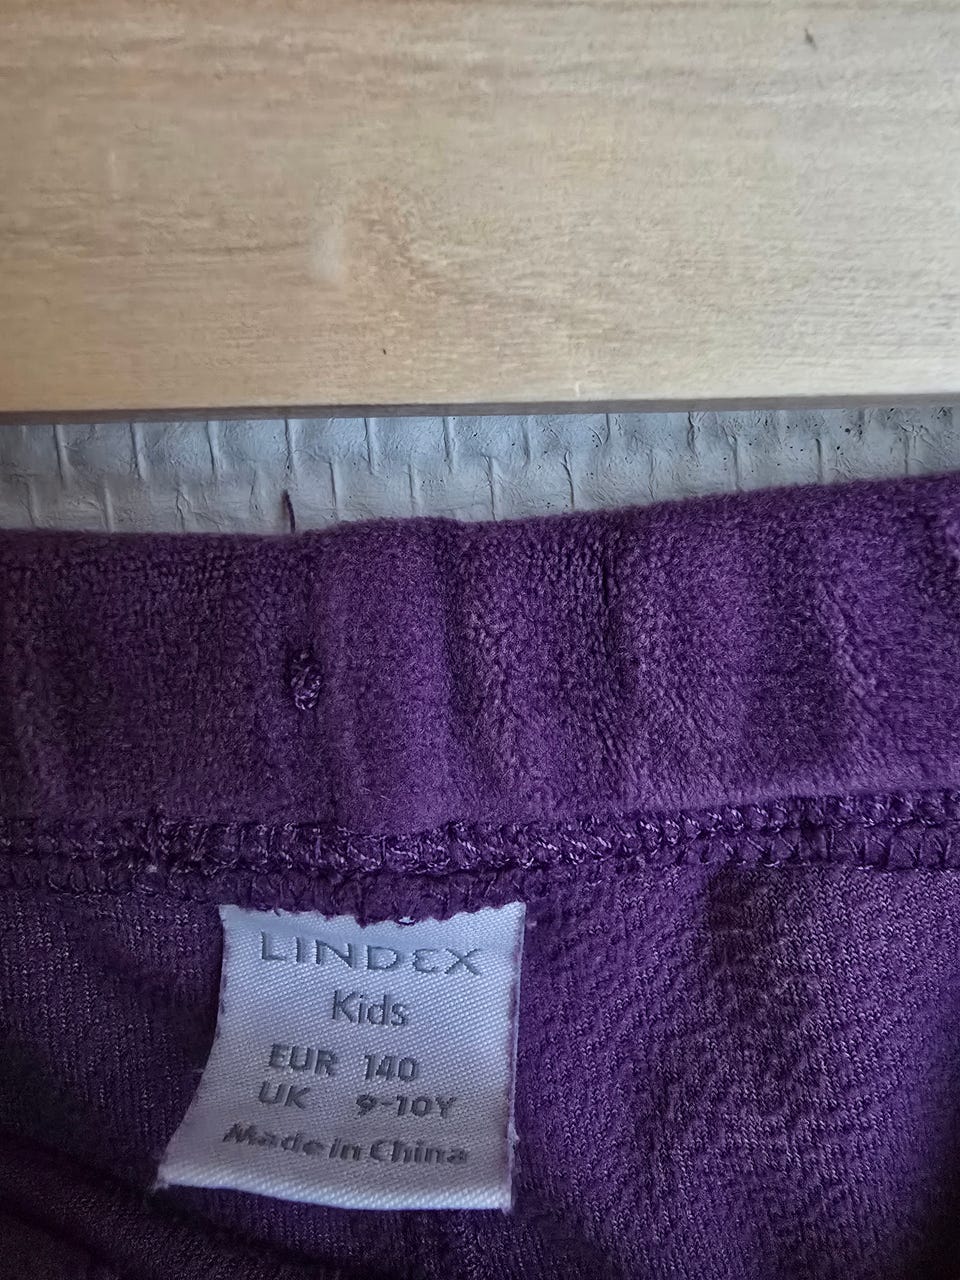 LINDEX
Kids
EUR 140
UK 9-10Y
Made in China